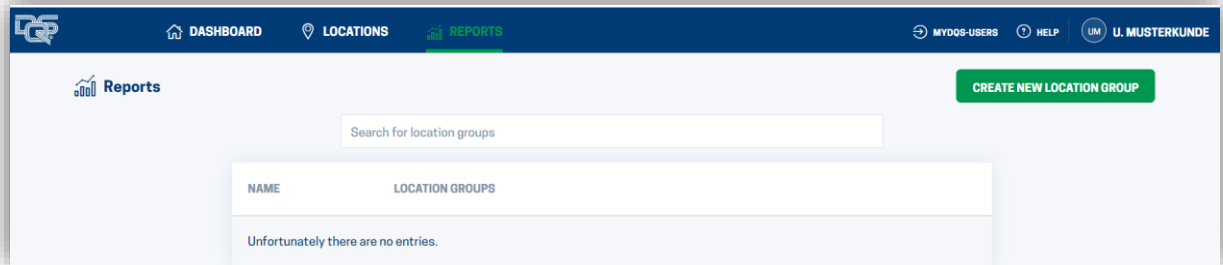 DQS DASHBOARD LOCATIONS REPORTS MYDQS-USERS ? HELP UM U. MUSTERKUNDE
Reports CREATE NEW LOCATION GROUP
Search for location groups
NAME LOCATION GROUPS
Unfortunately there are no entries.